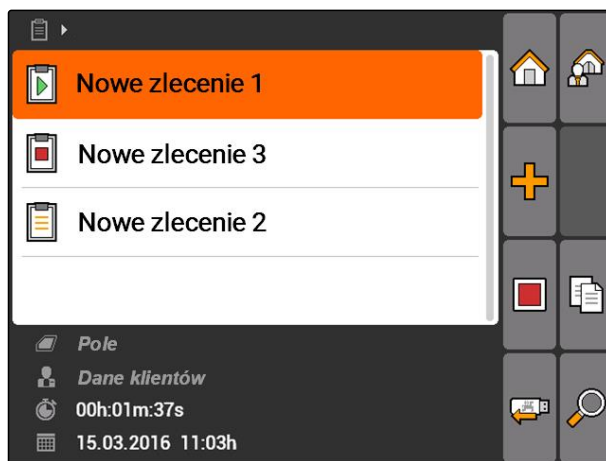 Nowe zlecenie 1
Nowe zlecenie 3
Nowe zlecenie 2
Pole
Dane klientów
00h:01m:37s
15.03.2016 11:03h